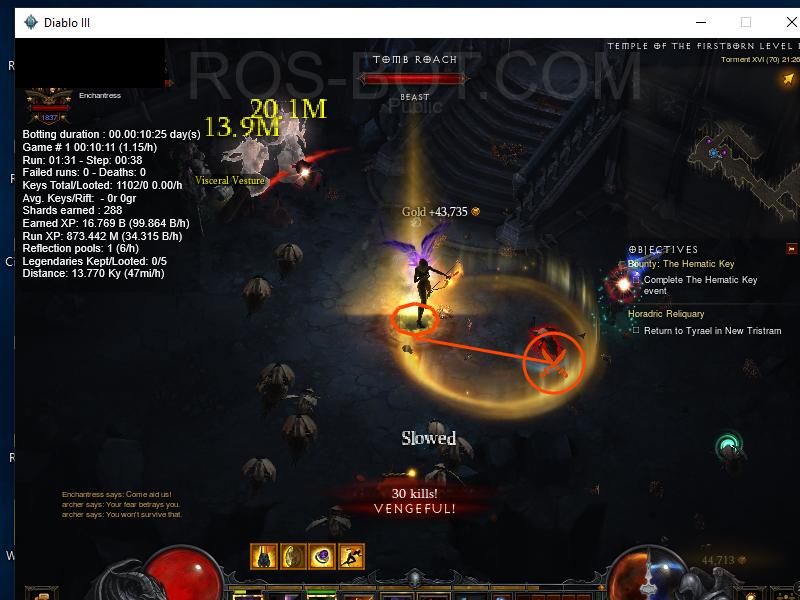 Diablo III
TEMPLE OF THE FIRSTBORN LEVEL
Torment XVI (70) 21:26
ROS-BOT.COM
Public
TOMB ROACH
BEAST
Enchantress
1837
20.1M
13.9M
Botting duration : 00.00:10:25 day(s)
Game # 1 00:10:11 (1.15/h)
Run: 01:31 - Step: 00:38
Failed runs: 0 - Deaths: 0
Keys Total/Looted: 1102/0 0.00/h
Avg. Keys/Rift: - 0r 0gr
Shards earned : 288
Earned XP: 16.769 B (99.864 B/h)
Run XP: 873.442 M (34.315 B/h)
Reflection pools: 1 (6/h)
Legendaries Kept/Looted: 0/5
Distance: 13.770 Ky (47mi/h)
Visceral Vesture
Gold +43,735
OBJECTIVES
Bounty: The Hematic Key
Complete The Hematic Key
event
Horadric Reliquary
Return to Tyrael in New Tristram
Slowed
30 kills!
VENGEFUL!
Enchantress says: Come aid us!
archer says: Your fear betrays you.
archer says: You won't survive that.
44,713